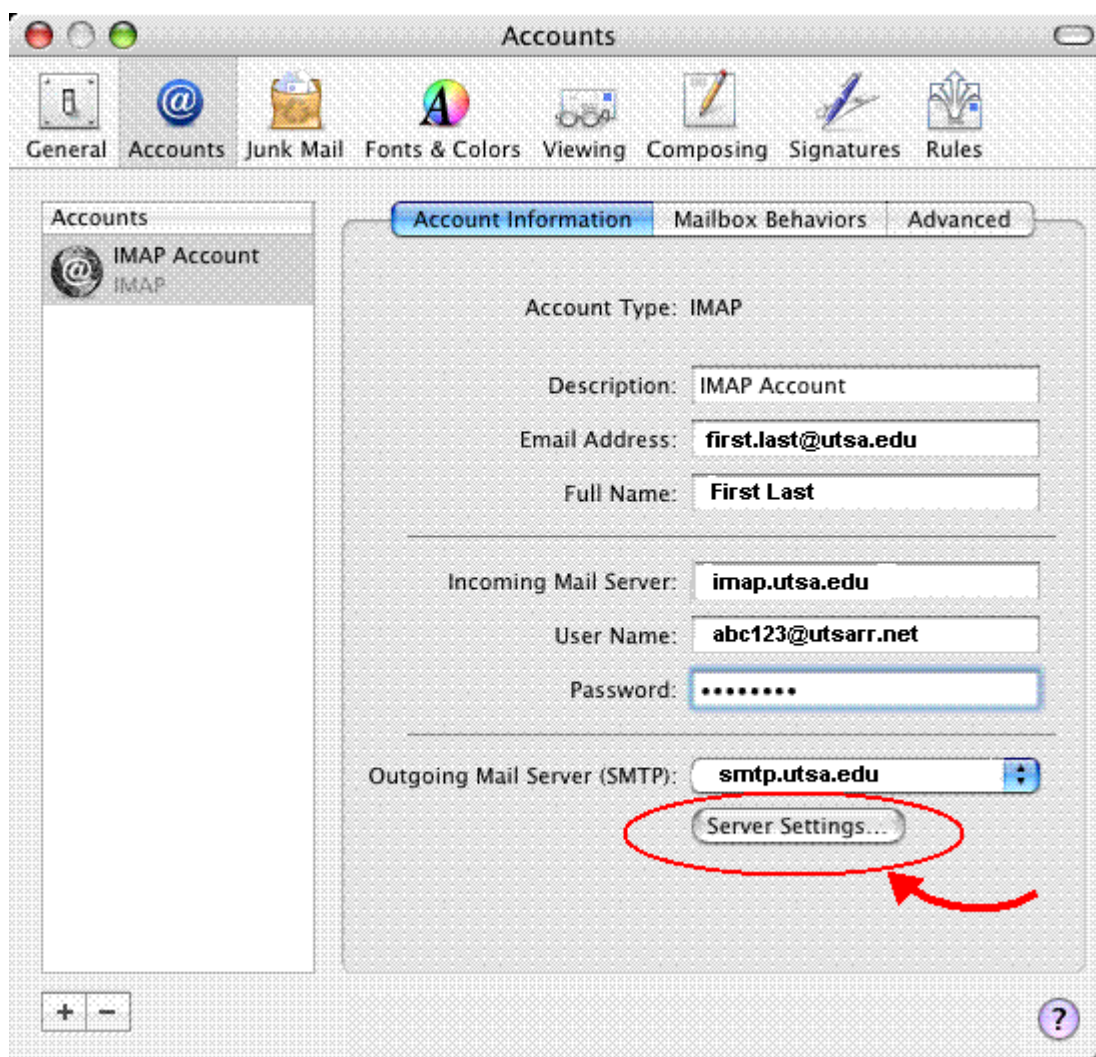 Accounts
General Accounts Junk Mail Fonts & Colors Viewing Composing Signatures Rules
Accounts
IMAP Account
IMAP
Account Information Mailbox Behaviors Advanced
Account Type: IMAP
Description: IMAP Account
Email Address: first.last@utsa.edu
Full Name: First Last
Incoming Mail Server: imap.utsa.edu
User Name: abc123@utsarr.net
Password: ••••••••
Outgoing Mail Server (SMTP): smtp.utsa.edu
Server Settings...
+ − ?